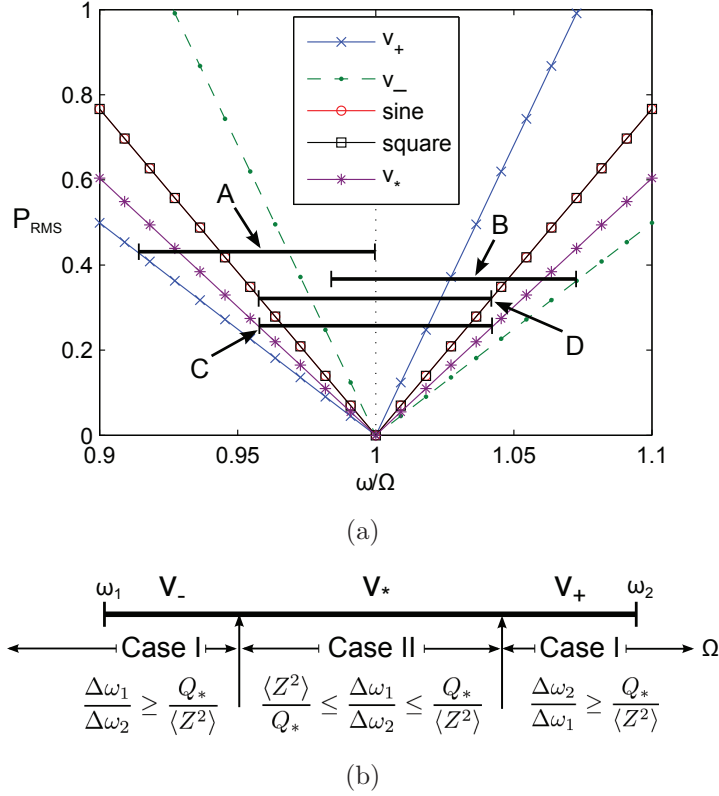 1
0.8
0.6
P_RMS
0.4
0.2
0
0.9
0.95
1
1.05
1.1
ω/Ω
v₊
v₋
sine
square
v*
A
B
C
D
(a)
ω₁ V₋ V* V₊ ω₂
Case I Case II Case I Ω
Δω₁/Δω₂ ≥ Q*/⟨Z²⟩ ⟨Z²⟩/Q* ≤ Δω₁/Δω₂ ≤ Q*/⟨Z²⟩ Δω₂/Δω₁ ≥ Q*/⟨Z²⟩
(b)